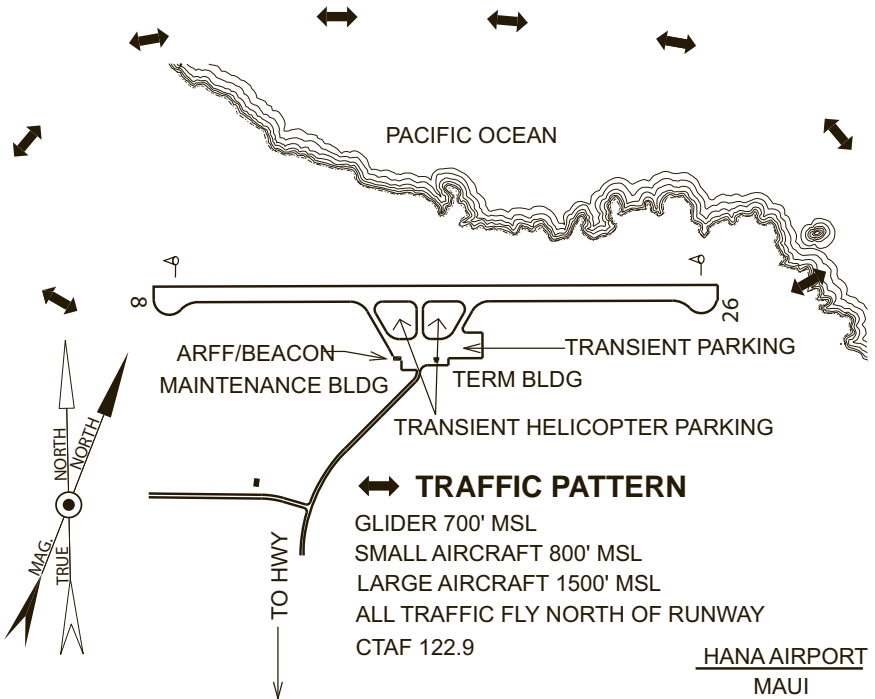 PACIFIC OCEAN
8
26
ARFF/BEACON
MAINTENANCE BLDG
TERM BLDG
TRANSIENT PARKING
TRANSIENT HELICOPTER PARKING
NORTH
NORTH
MAG.
TRUE
TO HWY
TRAFFIC PATTERN
GLIDER 700' MSL
SMALL AIRCRAFT 800' MSL
LARGE AIRCRAFT 1500' MSL
ALL TRAFFIC FLY NORTH OF RUNWAY
CTAF 122.9
HANA AIRPORT
MAUI